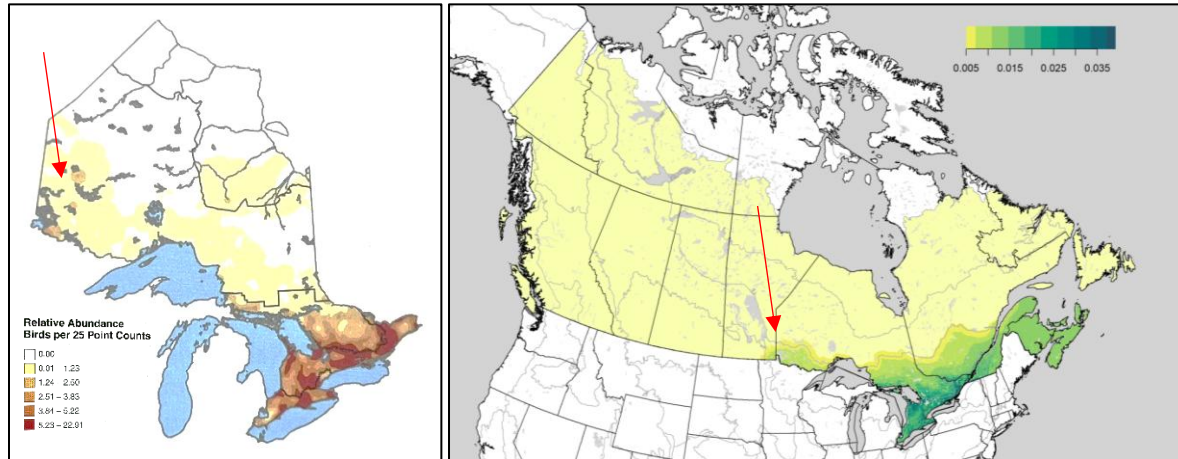 Relative Abundance
Birds per 25 Point Counts
0.00
0.01 - 1.23
1.24 - 2.50
2.51 - 3.83
3.84 - 5.22
5.23 - 22.91
0.005 0.015 0.025 0.035